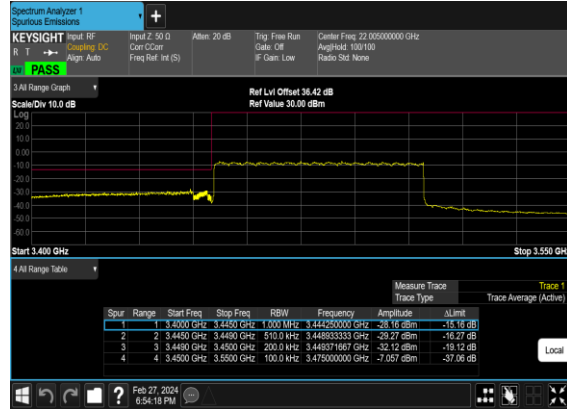 Spectrum Analyzer 1
Spurious Emissions
KEYSIGHT Input: RF Input Z: 50 Ω Atten: 20 dB Trig: Free Run Center Freq: 22.005000000 GHz
R T Coupling: DC Corr CCorr Gate: Off Avg|Hold: 100/100
Align: Auto Freq Ref: Int (S) IF Gain: Low Radio Std: None
PASS
3 All Range Graph
Ref Lvl Offset 36.42 dB
Scale/Div 10.0 dB Ref Value 30.00 dBm
Log
20.0
10.0
0.00
-10.0
-20.0
-30.0
-40.0
-50.0
-60.0
Start 3.400 GHz Stop 3.550 GH
4 All Range Table
Measure Trace Trace 1
Trace Type Trace Average (Active)
Spur Range Start Freq Stop Freq RBW Frequency Amplitude ΔLimit
1 1 3.4000 GHz 3.4450 GHz 1.000 MHz 3.444250000 GHz -28.16 dBm -15.16 dB
2 2 3.4450 GHz 3.4490 GHz 510.0 kHz 3.448933333 GHz -29.27 dBm -16.27 dB
3 3 3.4490 GHz 3.4500 GHz 200.0 kHz 3.449371667 GHz -32.12 dBm -19.12 dB
4 4 3.4500 GHz 3.5500 GHz 100.0 kHz 3.475000000 GHz -7.057 dBm -37.06 dB
Local
?
Feb 27, 2024
6:54:18 PM